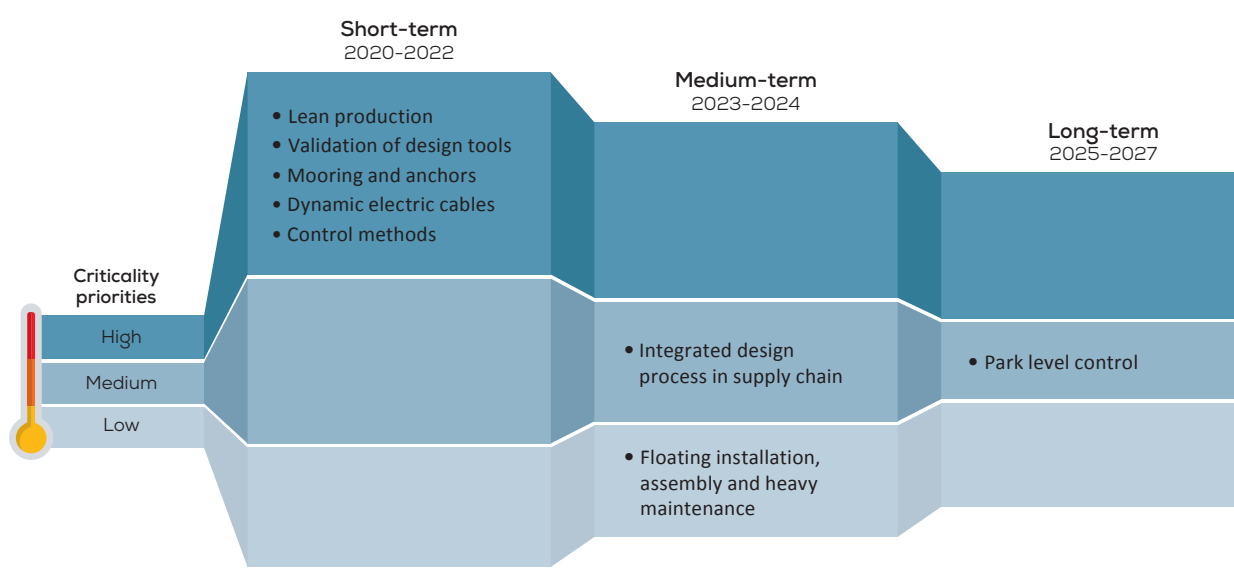 Short-term
2020-2022
• Lean production
• Validation of design tools
• Mooring and anchors
• Dynamic electric cables
• Control methods
Medium-term
2023-2024
• Integrated design
process in supply chain
• Floating installation,
assembly and heavy
maintenance
Long-term
2025-2027
• Park level control
Criticality
priorities
High
Medium
Low